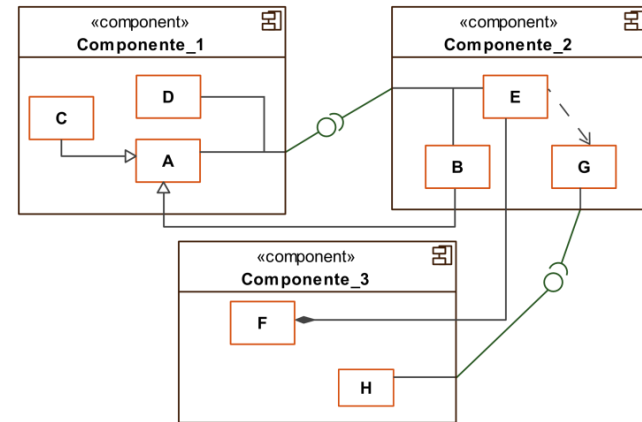 «component»
Componente_1
D
C
A
«component»
Componente_2
E
B
G
«component»
Componente_3
F
H